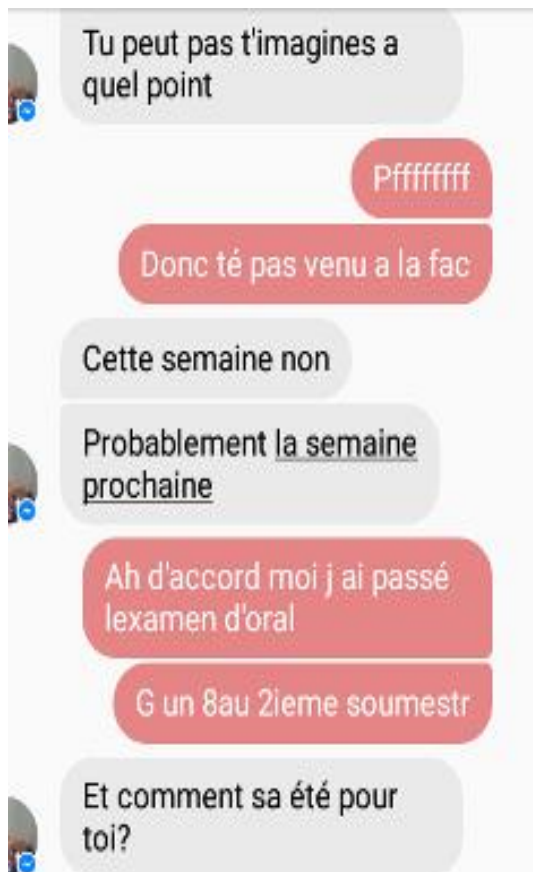 Tu peut pas t'imagines a
quel point
Pffffffff
Donc té pas venu a la fac
Cette semaine non
Probablement la semaine
prochaine
Ah d'accord moi j ai passé
lexamen d'oral
G un 8au 2ieme soumestr
Et comment sa été pour
toi?